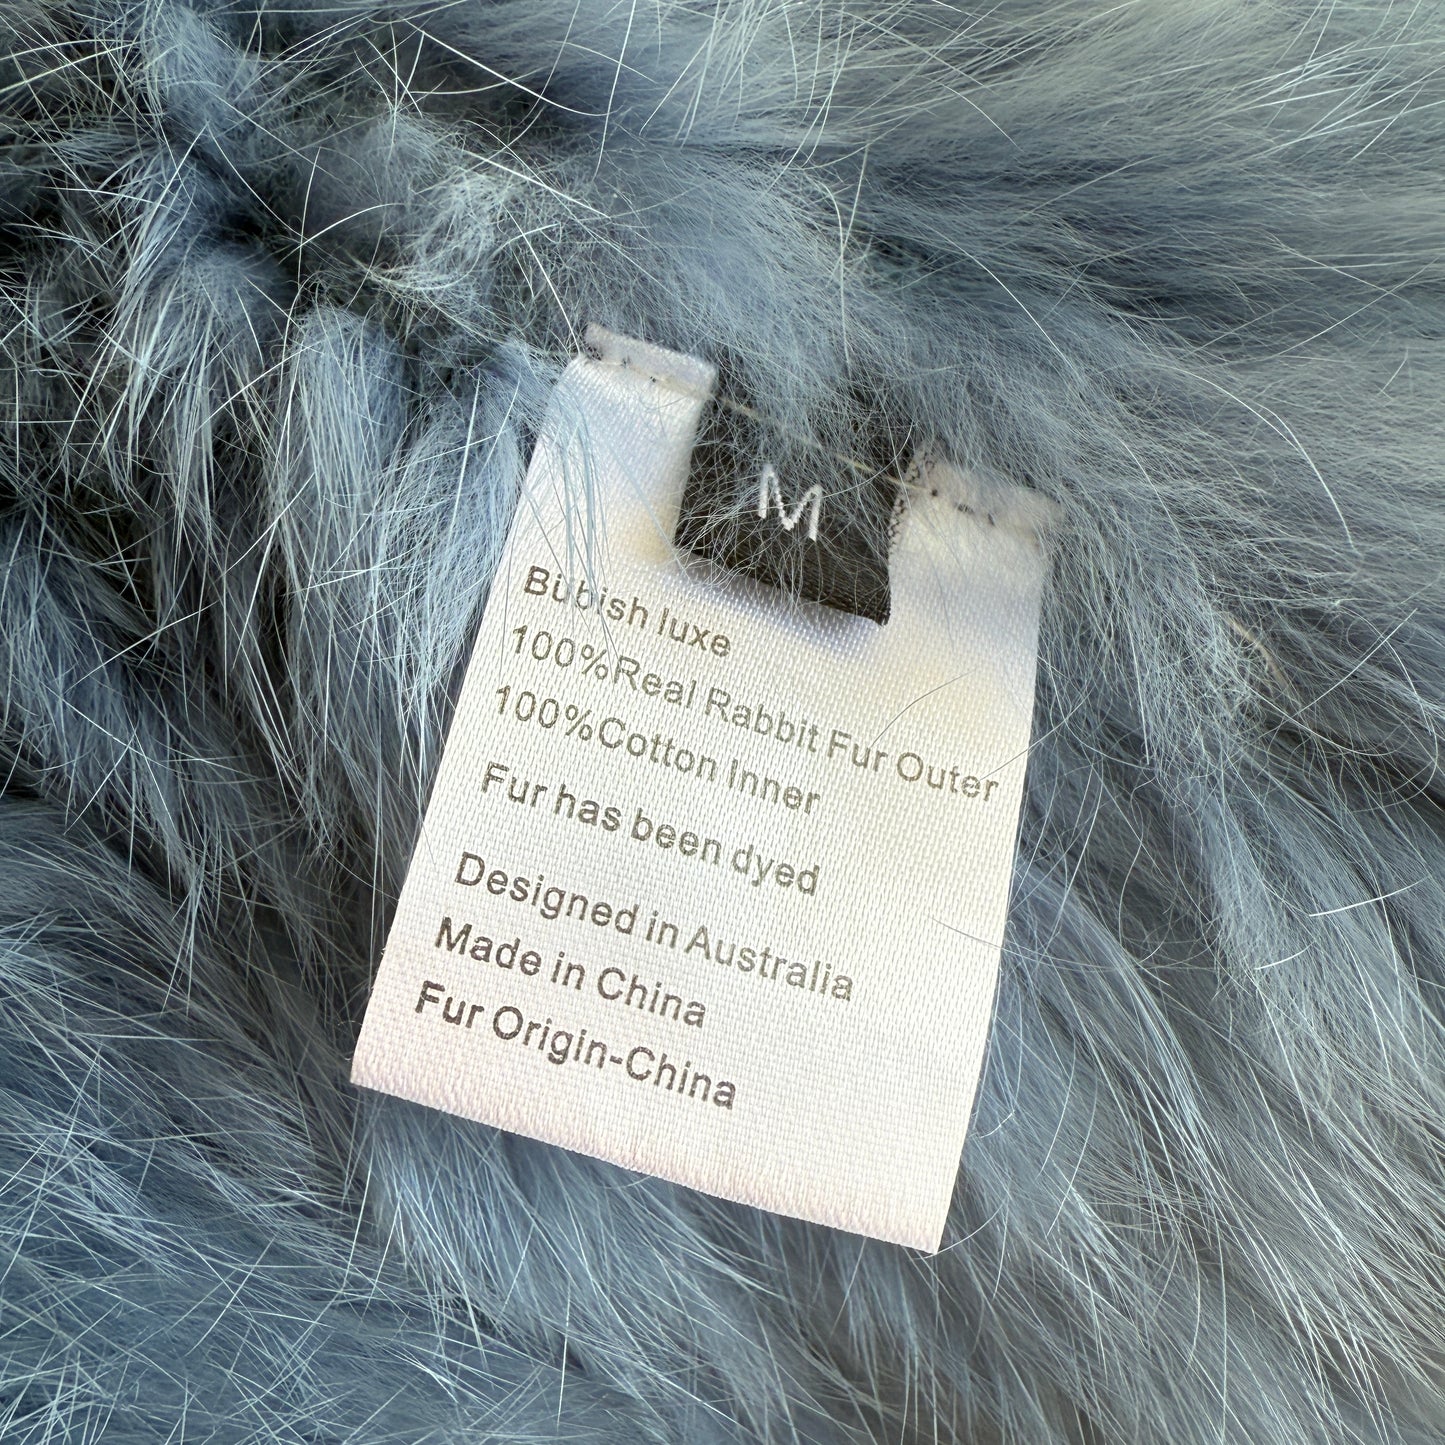 M
Bubish luxe
100%Real Rabbit Fur Outer
100%Cotton Inner
Fur has been dyed
Designed in Australia
Made in China
Fur Origin-China